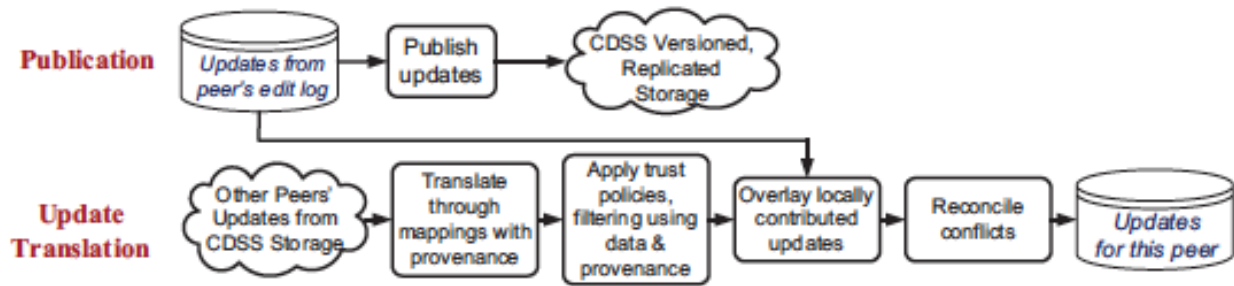 Publication
Updates from
peer's edit log
Publish
updates
CDSS Versioned,
Replicated
Storage
Update
Translation
Other Peers'
Updates from
CDSS Storage
Translate
through
mappings with
provenance
Apply trust
policies,
filtering using
data &
provenance
Overlay locally
contributed
updates
Reconcile
conflicts
Updates
for this peer